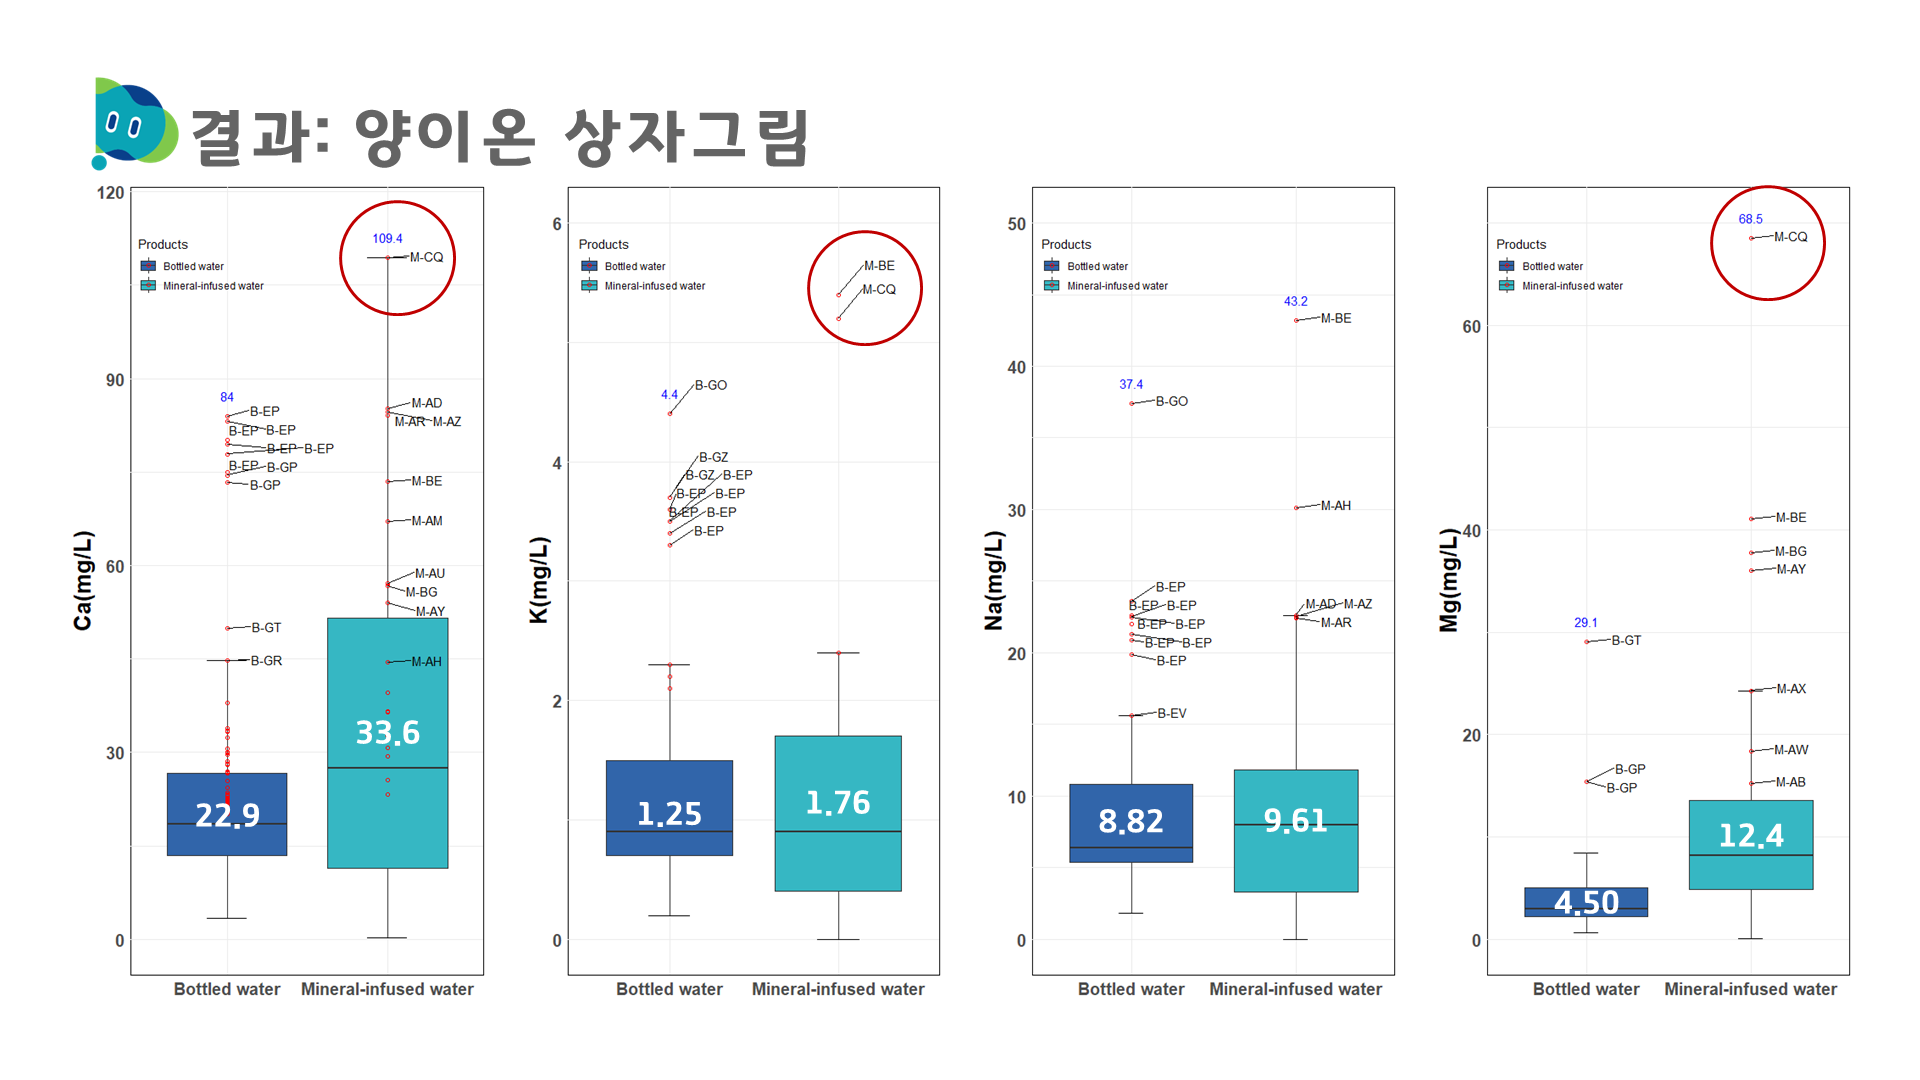 결과: 양이온 상자그림
Ca(mg/L)
120
90
60
30
0
Products
Bottled water
Mineral-infused water
109.4
M-CQ
84
B-EP
B-EP B-EP
B-EP B-EP
B-EP B-GP
B-GP
B-GT
B-GR
M-AD
M-AR M-AZ
M-BE
M-AM
M-AU
M-BG
M-AY
M-AH
22.9
33.6
Bottled water
Mineral-infused water
K(mg/L)
6
4
2
0
Products
Bottled water
Mineral-infused water
M-BE
M-CQ
4.4
B-GO
B-GZ
B-GZ B-EP
B-EP B-EP
B-EP B-EP
B-EP
1.25
1.76
Bottled water
Mineral-infused water
Na(mg/L)
50
40
30
20
10
0
Products
Bottled water
Mineral-infused water
43.2
M-BE
37.4
B-GO
M-AH
B-EP
B-EP B-EP
B-EP B-EP
B-EP B-EP
B-EP
B-EV
M-AD M-AZ
M-AR
8.82
9.61
Bottled water
Mineral-infused water
Mg(mg/L)
60
40
20
0
Products
Bottled water
Mineral-infused water
68.5
M-CQ
M-BE
M-BG
M-AY
29.1
B-GT
M-AX
M-AW
M-AB
B-GP
B-GP
4.50
12.4
Bottled water
Mineral-infused water